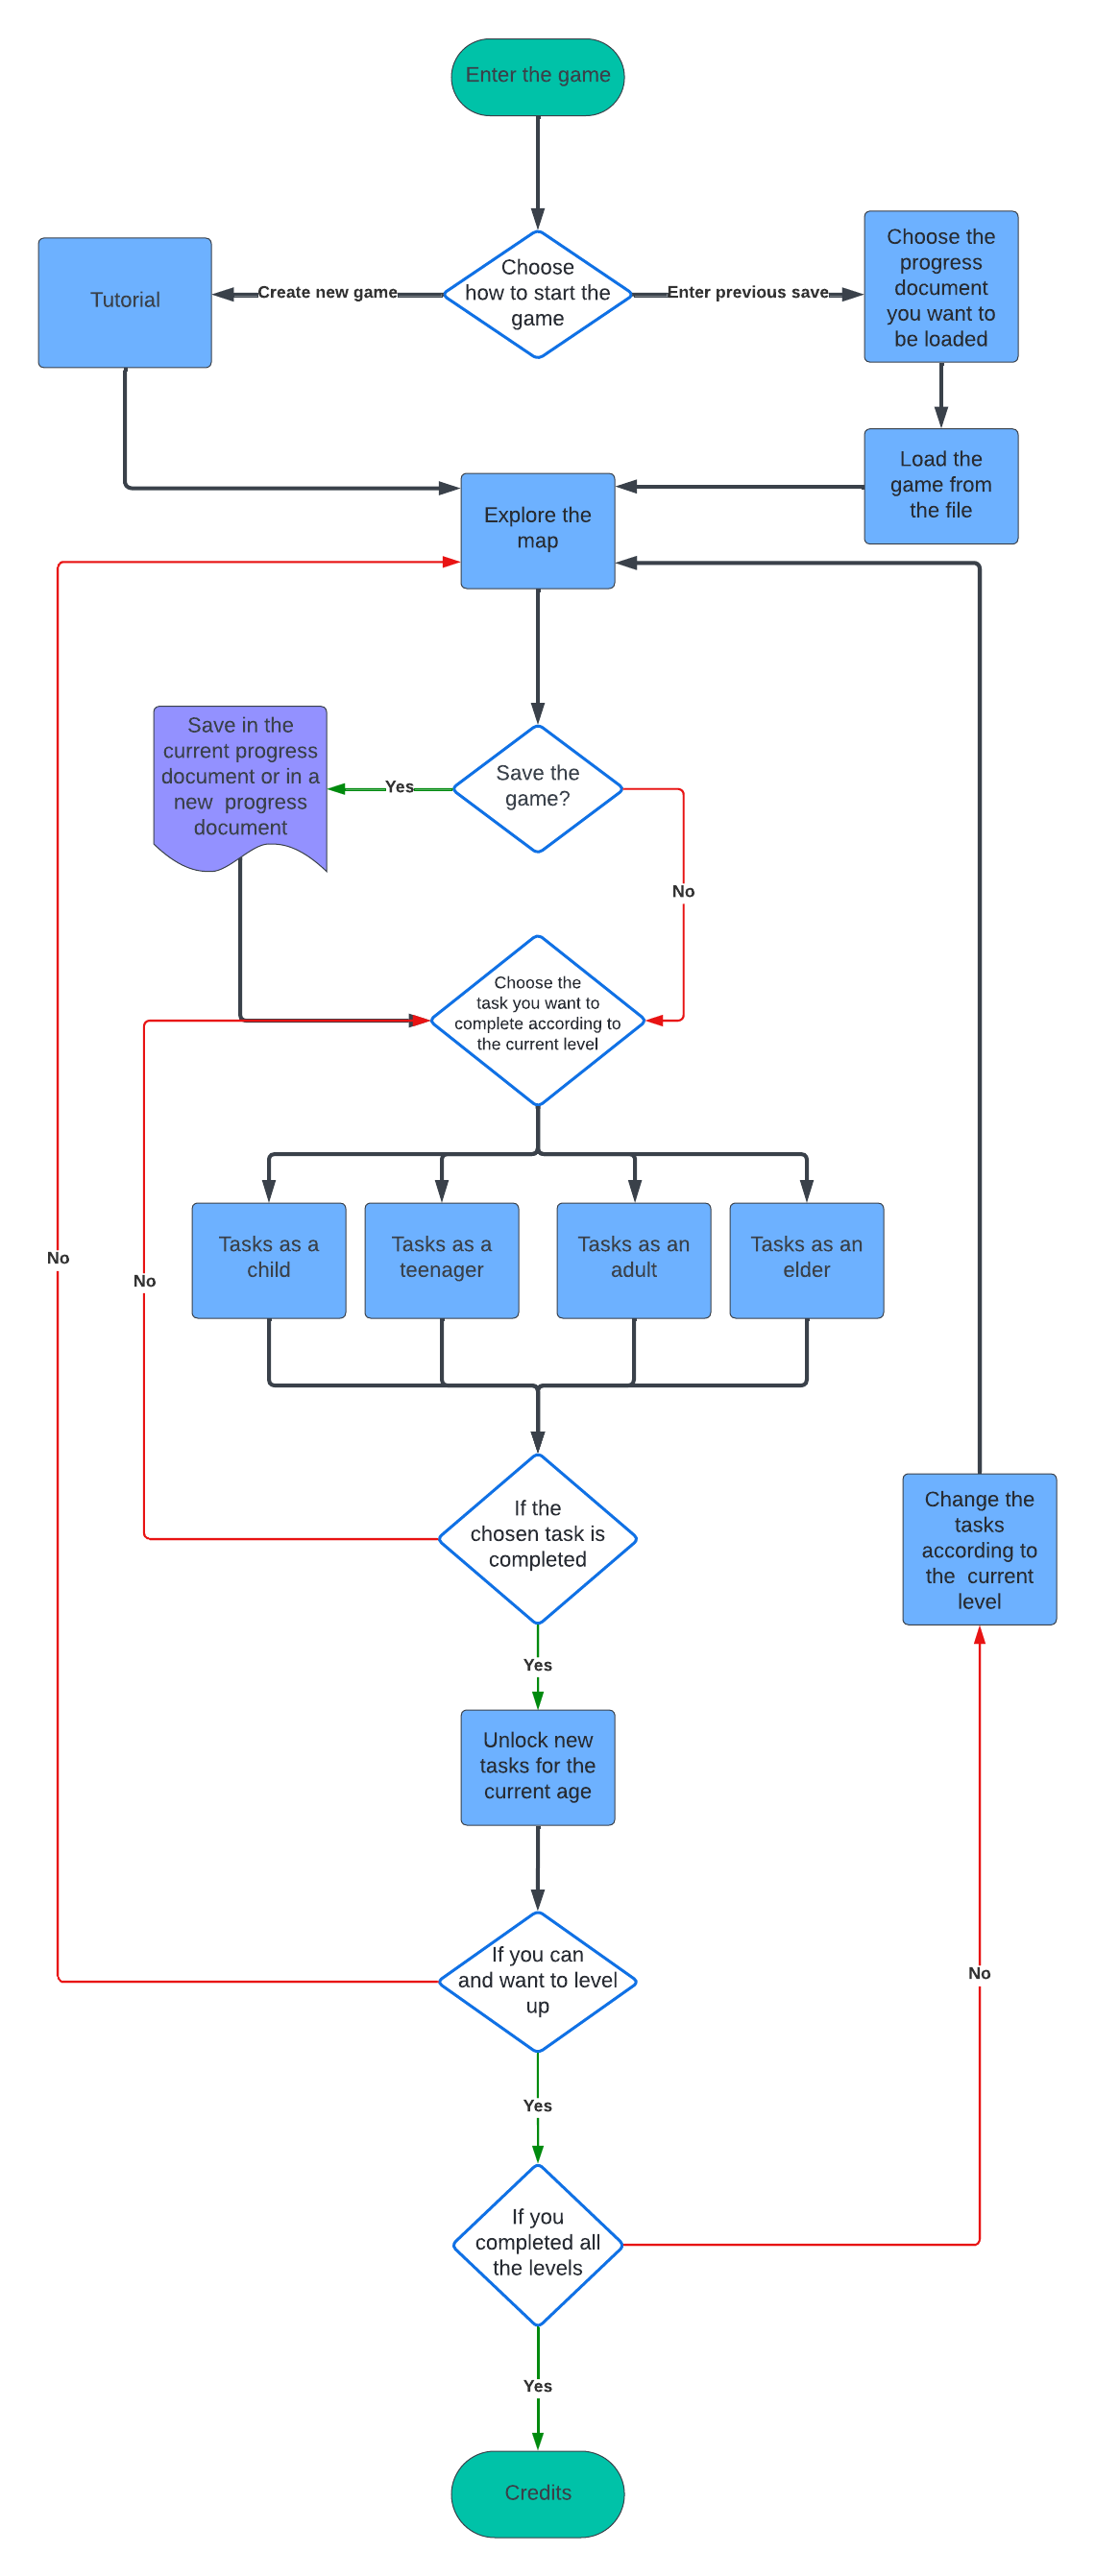 Enter the game
Choose
how to start the
game
Create new game
Enter previous save
Tutorial
Choose the
progress
document
you want to
be loaded
Load the
game from
the file
Explore the
map
Save the
game?
Yes
Save in the
current progress
document or in a
new  progress
document
No
Choose the
task you want to
complete according to
the current level
Tasks as a
child
Tasks as a
teenager
Tasks as an
adult
Tasks as an
elder
No
No
If the
chosen task is
completed
Change the
tasks
according to
the  current
level
Yes
Unlock new
tasks for the
current age
If you can
and want to level
up
No
Yes
If you
completed all
the levels
Yes
Credits